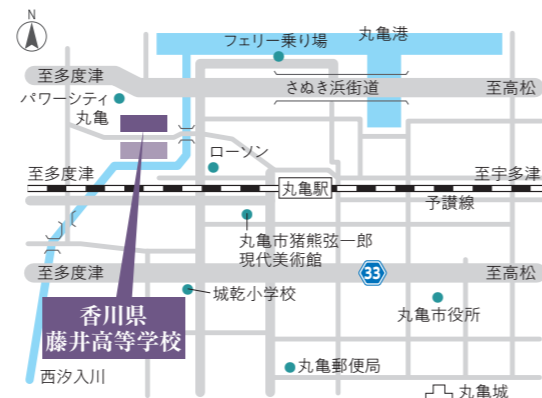 N
フェリー乗り場
丸亀港
至多度津
さぬき浜街道
至高松
パワーシティ
丸亀
ローソン
至多度津
丸亀駅
至宇多津
予讃線
丸亀市猪熊弦一郎
現代美術館
至多度津
33
至高松
城乾小学校
丸亀市役所
香川県
藤井高等学校
丸亀郵便局
西汐入川
丸亀城